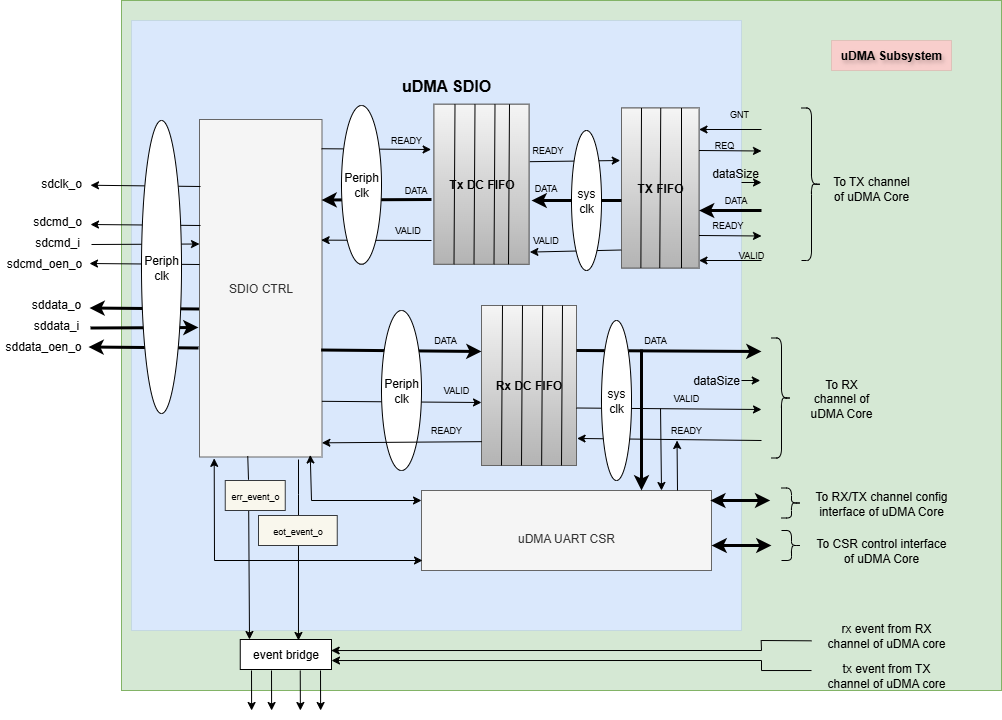 uDMA Subsystem
uDMA SDIO
GNT
REQ
dataSize
DATA
READY
VALID
To TX channel
of uDMA Core
READY
DATA
VALID
Periph
clk
Tx DC FIFO
READY
DATA
VALID
sys
clk
TX FIFO
sdclk_o
sdcmd_o
sdcmd_i
sdcmd_oen_o
sddata_o
sddata_i
sddata_oen_o
Periph
clk
SDIO CTRL
DATA
VALID
READY
Periph
clk
Rx DC FIFO
sys
clk
DATA
dataSize
VALID
READY
To RX
channel of
uDMA Core
err_event_o
eot_event_o
uDMA UART CSR
To RX/TX channel config
interface of uDMA Core
To CSR control interface
of uDMA Core
event bridge
rx event from RX
channel of uDMA core
tx event from TX
channel of uDMA core